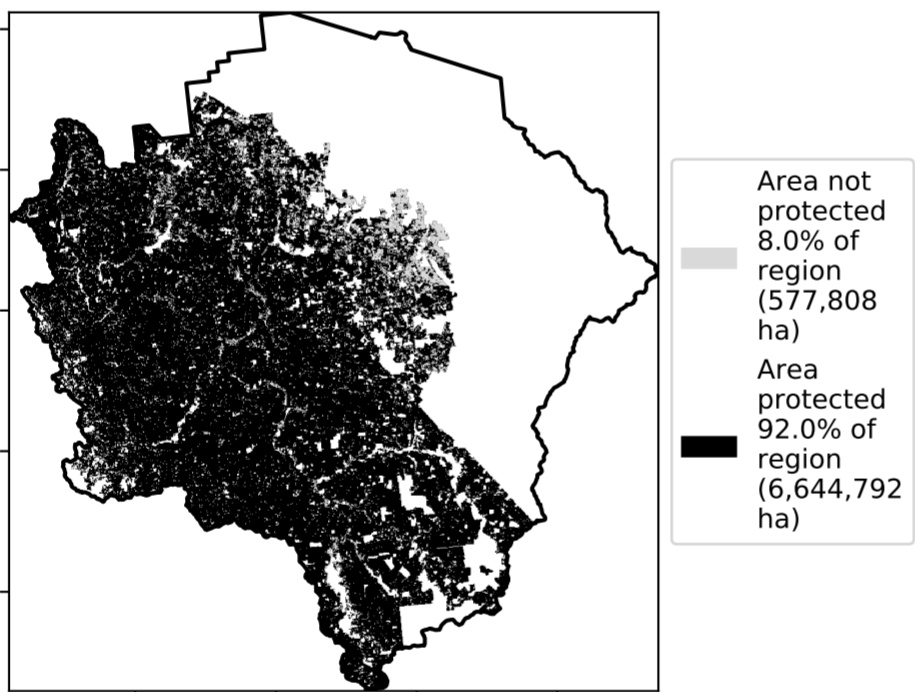 Area not
protected
8.0% of
region
(577,808
ha)
Area
protected
92.0% of
region
(6,644,792
ha)